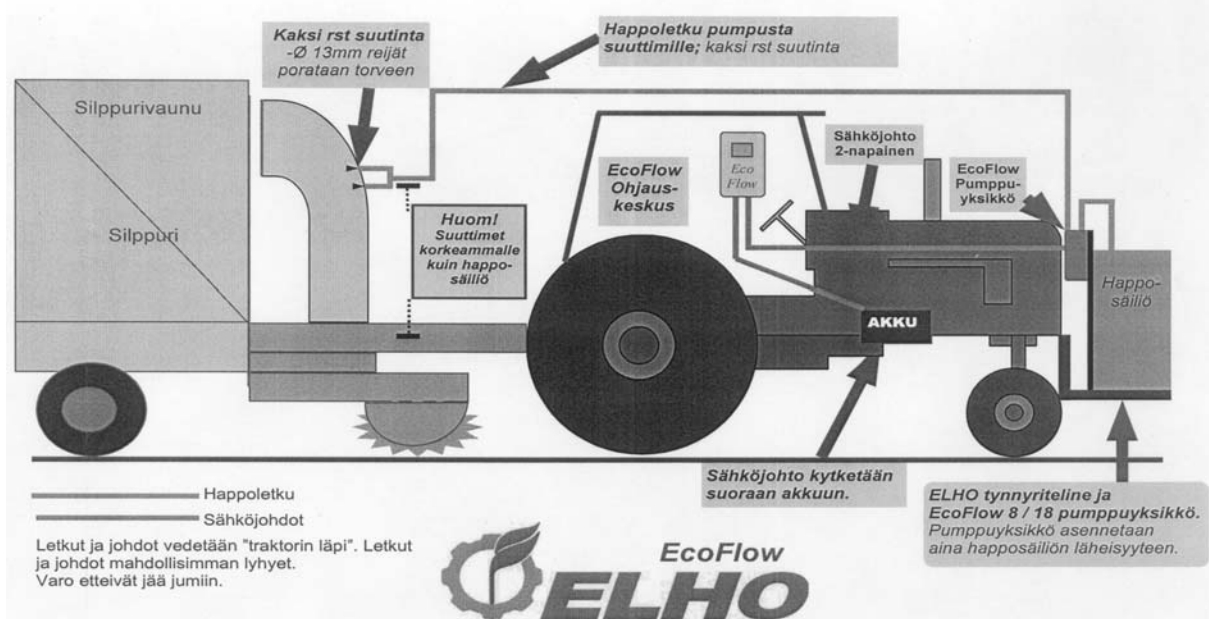 Kaksi rst suutinta
-Ø 13mm reijät
porataan torveen
Happoletku pumpusta
suuttimille; kaksi rst suutinta
Silppurivaunu
Silppuri
Huom!
Suuttimet
korkeammalle
kuin happo-
säiliö
EcoFlow
Ohjaus-
keskus
Eco
Flow
Sähköjohto
2-napainen
EcoFlow
Pumppu-
yksikkö
Happo-
säiliö
AKKU
Sähköjohto kytketään
suoraan akkuun.
ELHO tynnyriteline ja
EcoFlow 8 / 18 pumppuyksikkö.
Pumppuyksikkö asennetaan
aina happosäiliön läheisyyteen.
Happoletku
Sähköjohdot
Letkut ja johdot vedetään "traktorin läpi". Letkut
ja johdot mahdollisimman lyhyet.
Varo etteivät jää jumiin.
EcoFlow
ELHO